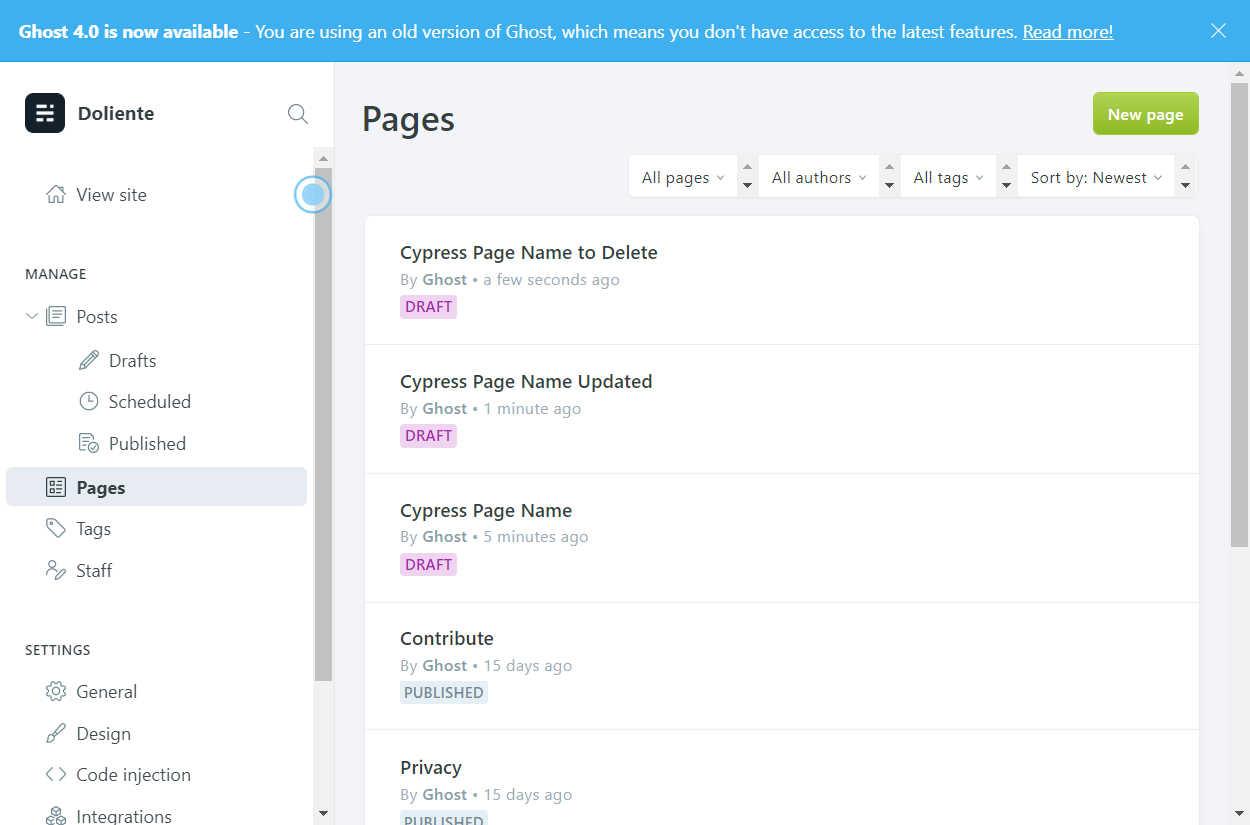 Ghost 4.0 is now available - You are using an old version of Ghost, which means you don't have access to the latest features. Read more!
Doliente
View site
MANAGE
Posts
Drafts
Scheduled
Published
Pages
Tags
Staff
SETTINGS
General
Design
Code injection
Integrations
Pages
New page
All pages
All authors
All tags
Sort by: Newest
Cypress Page Name to Delete
By Ghost • a few seconds ago
DRAFT
Cypress Page Name Updated
By Ghost • 1 minute ago
DRAFT
Cypress Page Name
By Ghost • 5 minutes ago
DRAFT
Contribute
By Ghost • 15 days ago
PUBLISHED
Privacy
By Ghost • 15 days ago
PUBLISHED